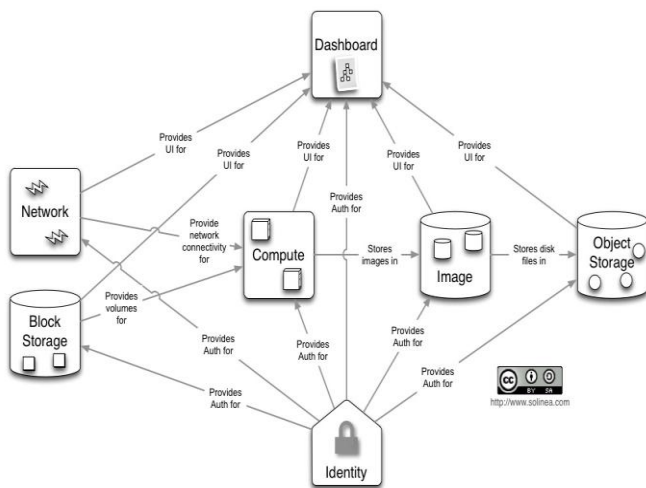 Dashboard
Provides
UI for
Provides
UI for
Provides
UI for
Provides
UI for
Provides
UI for
Provides
Auth for
Network
Provide
network
connectivity
for
Compute
Stores
images in
Image
Stores disk
files in
Object
Storage
Block
Storage
Provides
volumes
for
Provides
Auth for
Provides
Auth for
Provides
Auth for
Provides
Auth for
Provides
Auth for
cc
BY SA
http://www.solinea.com
Identity